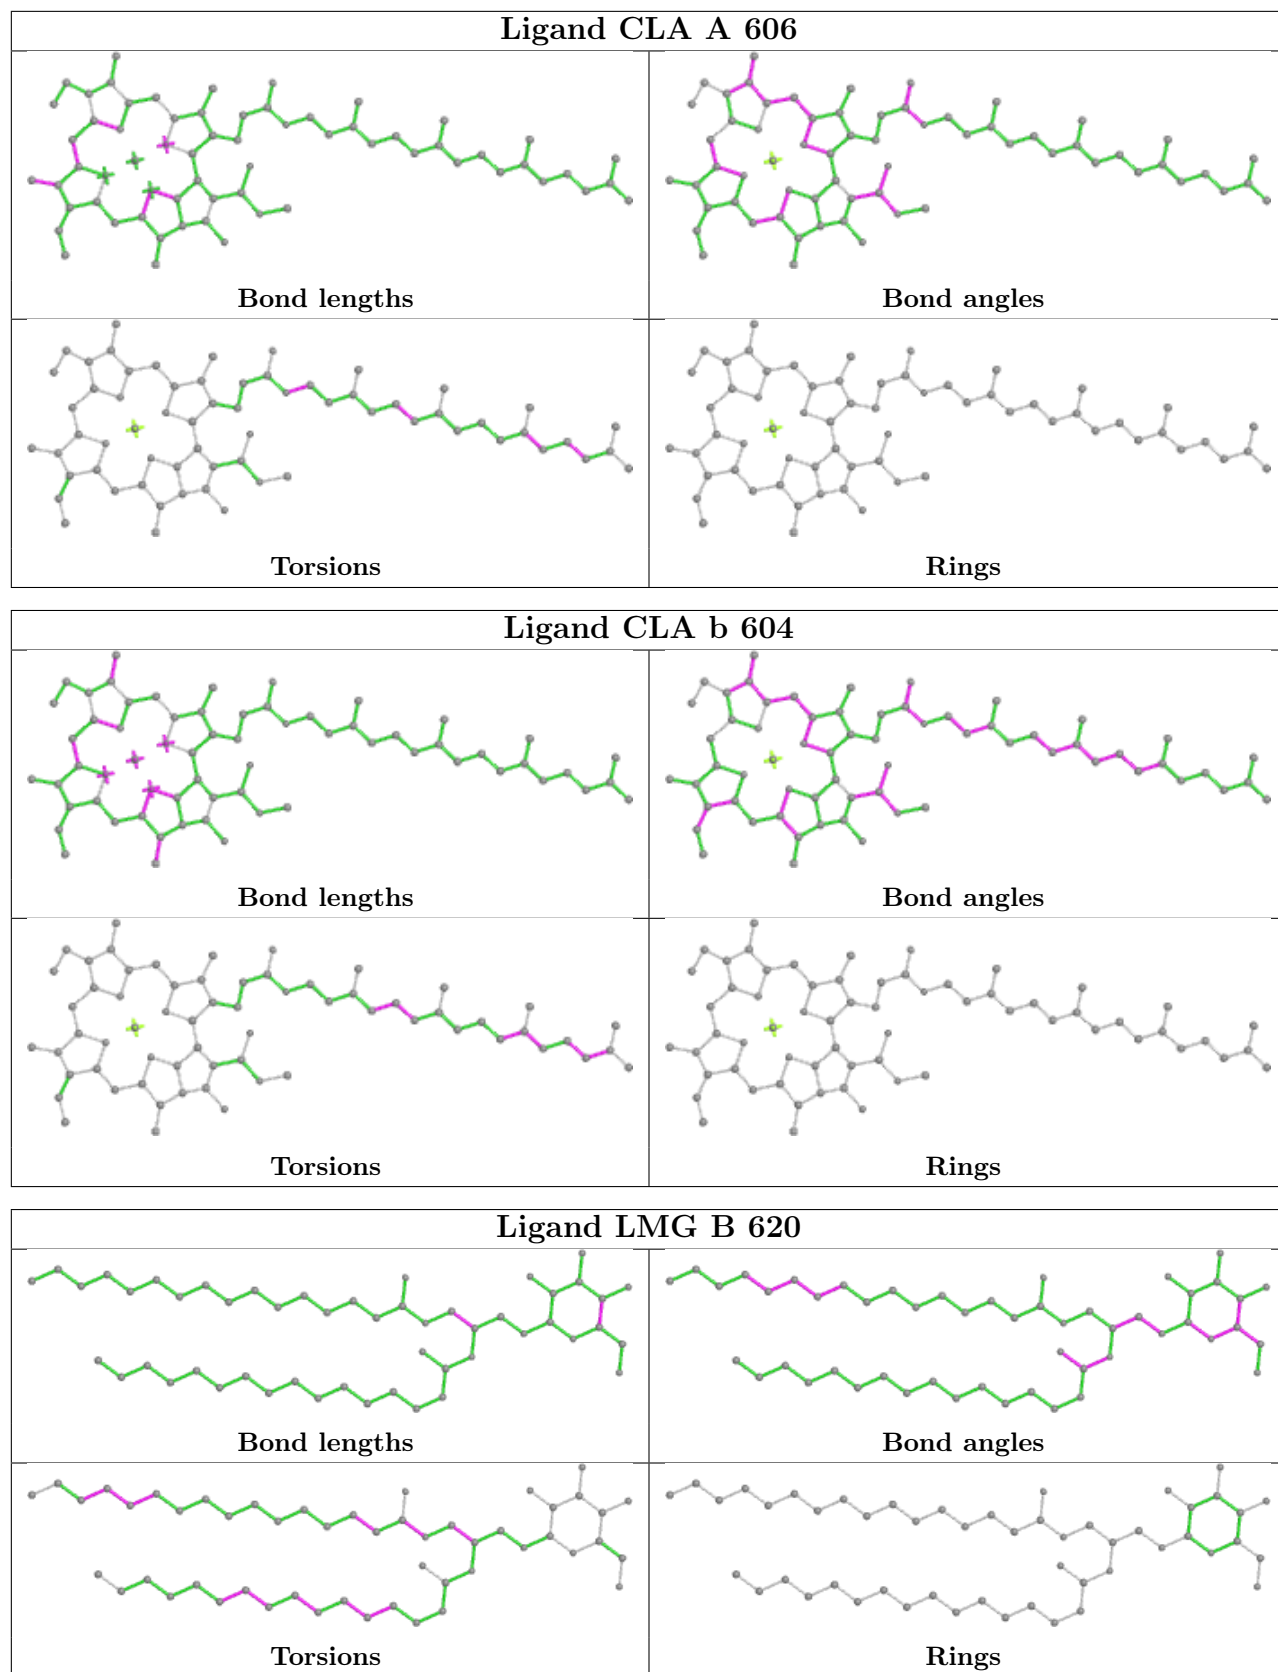 Ligand CLA A 606
Bond lengths
Bond angles
Torsions
Rings
Ligand CLA b 604
Bond lengths
Bond angles
Torsions
Rings
Ligand LMG B 620
Bond lengths
Bond angles
Torsions
Rings